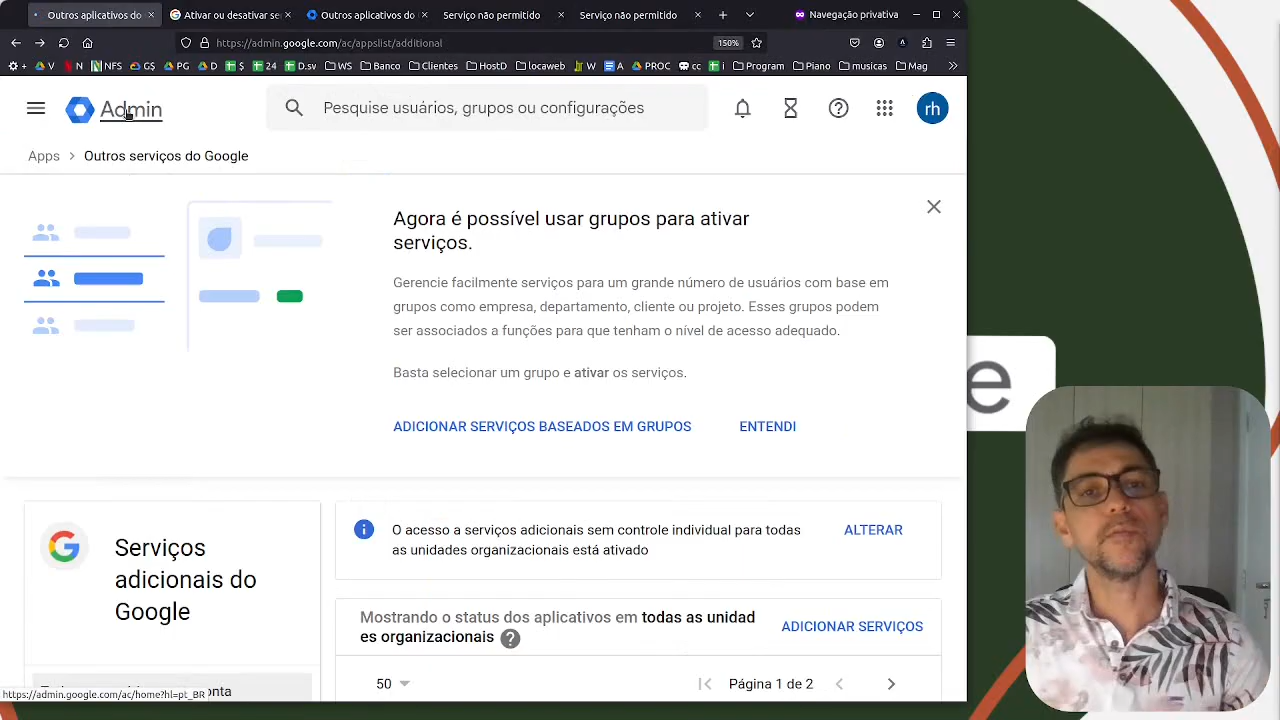 Outros aplicativos do
Ativar ou desativar se
Outros aplicativos do
Serviço não permitido
Serviço não permitido
Navegação privativa
https://admin.google.com/ac/appslist/additional
150%
V
N
NFS
GS
PG
D
$
24
D.sv
WS
Banco
Clientes
HostD
locaweb
W
A
PROC
cc
i
Program
Piano
musicas
Mag
Admin
Pesquise usuários, grupos ou configurações
rh
Apps > Outros serviços do Google
Agora é possível usar grupos para ativar
serviços.
Gerencie facilmente serviços para um grande número de usuários com base em
grupos como empresa, departamento, cliente ou projeto. Esses grupos podem
ser associados a funções para que tenham o nível de acesso adequado.
Basta selecionar um grupo e ativar os serviços.
ADICIONAR SERVIÇOS BASEADOS EM GRUPOS
ENTENDI
e
Serviços
adicionais do
Google
O acesso a serviços adicionais sem controle individual para todas
as unidades organizacionais está ativado
ALTERAR
Mostrando o status dos aplicativos em todas as unidad
es organizacionais
ADICIONAR SERVIÇOS
50
Página 1 de 2
https://admin.google.com/ac/home?hl=pt_BR